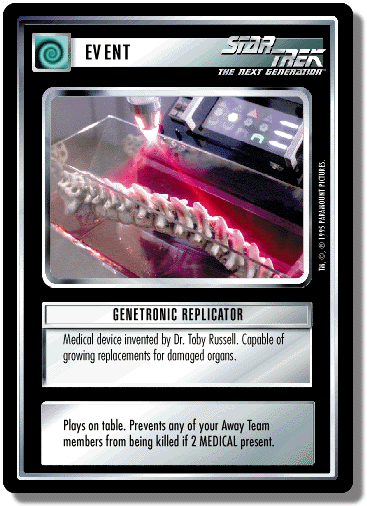 EVENT
STAR TREK
THE NEXT GENERATION™
TM, ©, ® 1995 PARAMOUNT PICTURES.
GENETRONIC REPLICATOR
Medical device invented by Dr. Toby Russell. Capable of
growing replacements for damaged organs.
Plays on table. Prevents any of your Away Team
members from being killed if 2 MEDICAL present.